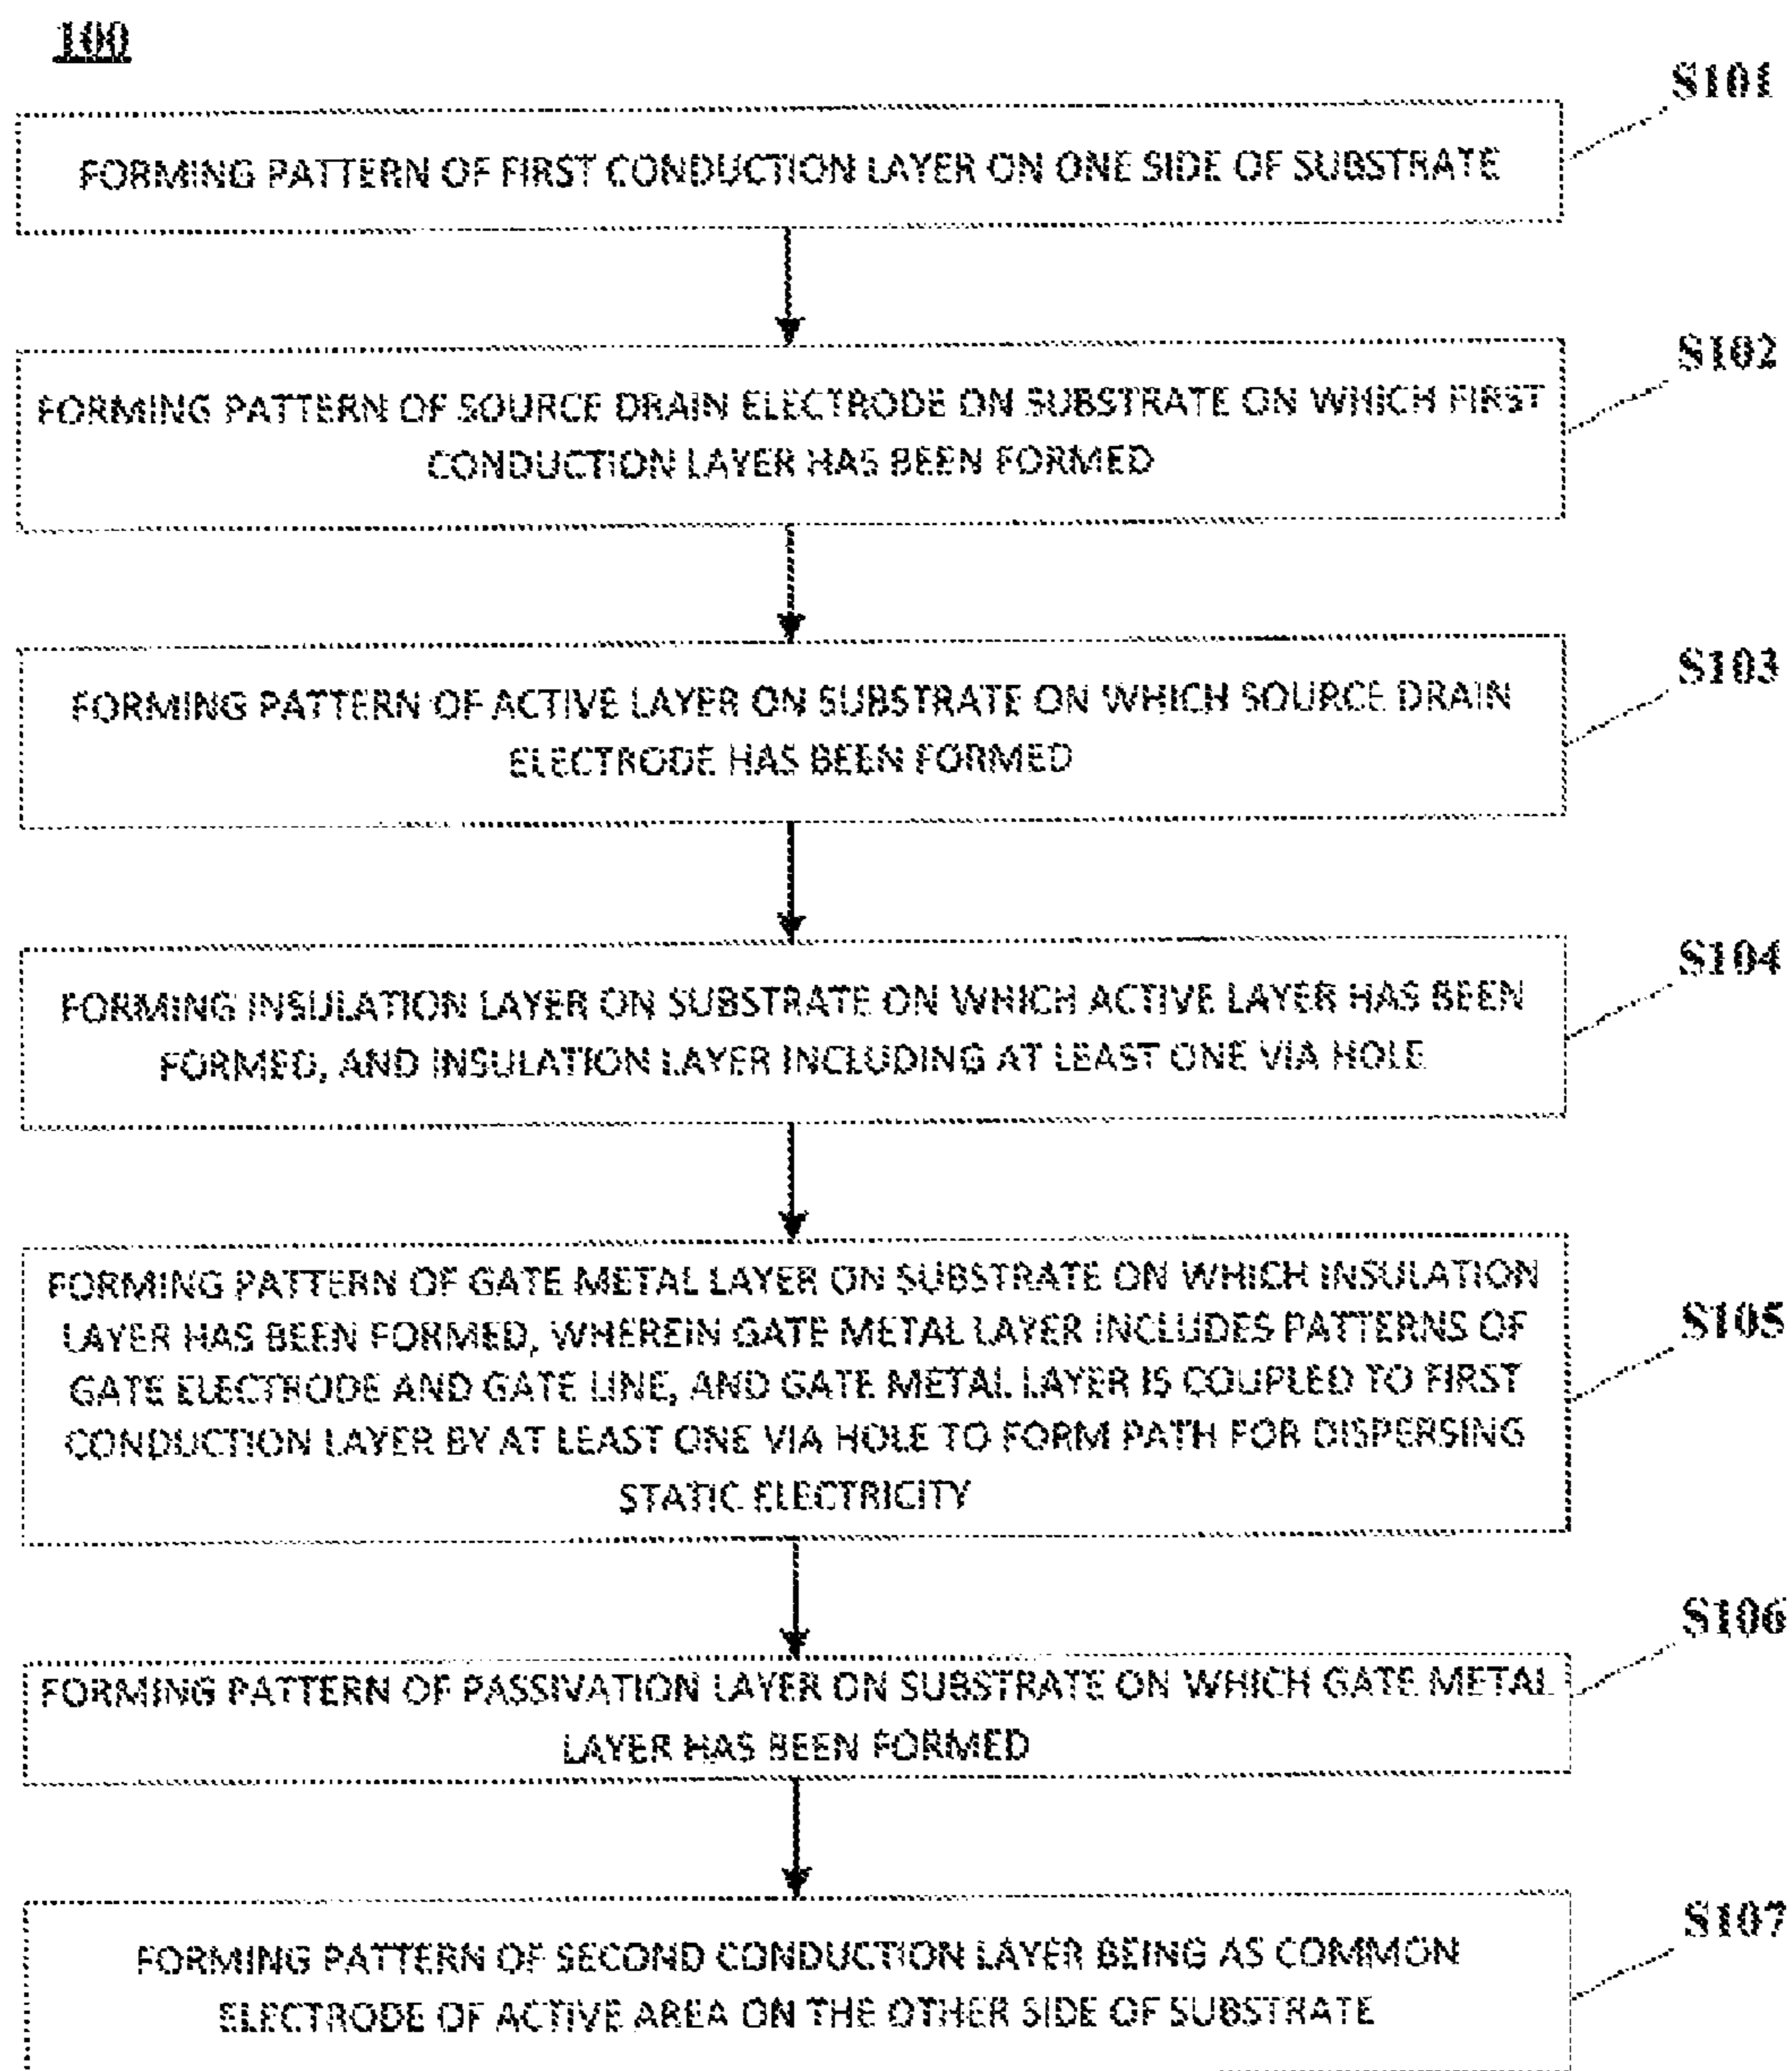 100
S101
FORMING PATTERN OF FIRST CONDUCTION LAYER ON ONE SIDE OF SUBSTRATE
S102
FORMING PATTERN OF SOURCE DRAIN ELECTRODE ON SUBSTRATE ON WHICH FIRST
CONDUCTION LAYER HAS BEEN FORMED
S103
FORMING PATTERN OF ACTIVE LAYER ON SUBSTRATE ON WHICH SOURCE DRAIN
ELECTRODE HAS BEEN FORMED
S104
FORMING INSULATION LAYER ON SUBSTRATE ON WHICH ACTIVE LAYER HAS BEEN
FORMED, AND INSULATION LAYER INCLUDING AT LEAST ONE VIA HOLE
S105
FORMING PATTERN OF GATE METAL LAYER ON SUBSTRATE ON WHICH INSULATION
LAYER HAS BEEN FORMED, WHEREIN GATE METAL LAYER INCLUDES PATTERNS OF
GATE ELECTRODE AND GATE LINE, AND GATE METAL LAYER IS COUPLED TO FIRST
CONDUCTION LAYER BY AT LEAST ONE VIA HOLE TO FORM PATH FOR DISPERSING
STATIC ELECTRICITY
S106
FORMING PATTERN OF PASSIVATION LAYER ON SUBSTRATE ON WHICH GATE METAL
LAYER HAS BEEN FORMED
S107
FORMING PATTERN OF SECOND CONDUCTION LAYER BEING AS COMMON
ELECTRODE OF ACTIVE AREA ON THE OTHER SIDE OF SUBSTRATE